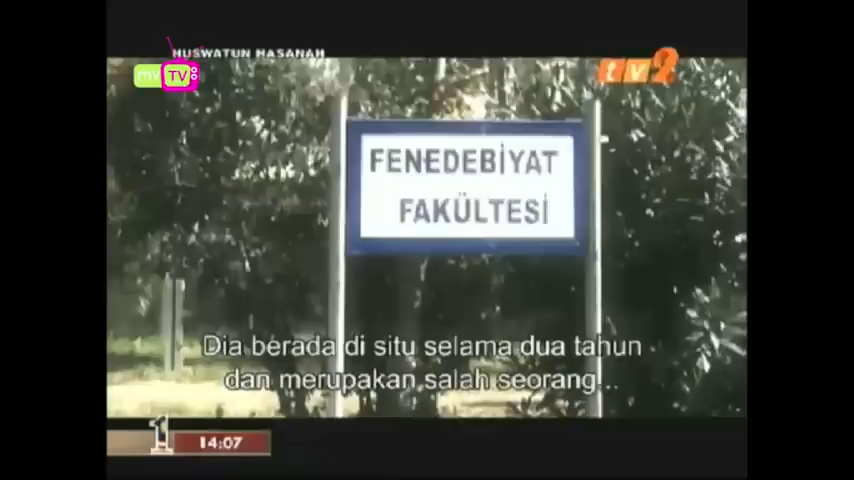 HUSWATUN HASANAH
myTV
tv2
FENEDEBİYAT
FAKÜLTESİ
Dia berada di situ selama dua tahun
dan merupakan salah seorang...
1
14:07